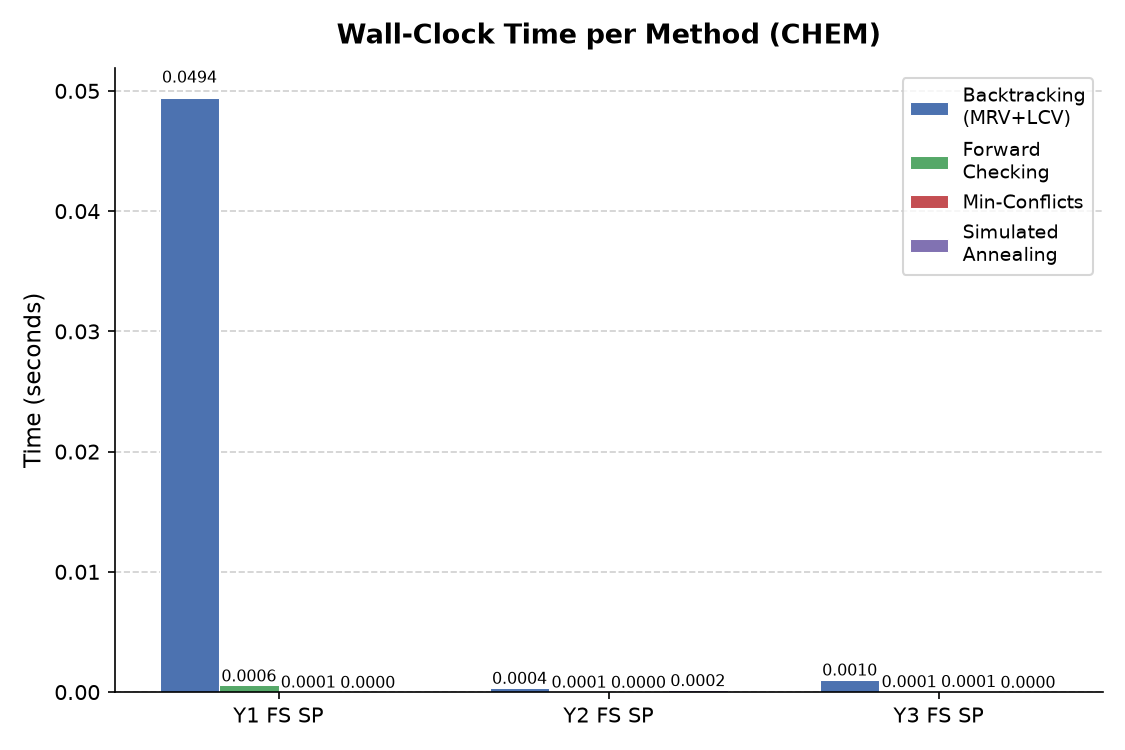 Wall-Clock Time per Method (CHEM)
0.0494
0.05
0.04
0.03
0.02
0.01
0.00
Time (seconds)
Backtracking
(MRV+LCV)
Forward
Checking
Min-Conflicts
Simulated
Annealing
0.0006
0.0001
0.0000
0.0004
0.0001
0.0000
0.0002
0.0010
0.0001
0.0001
0.0000
Y1 FS SP
Y2 FS SP
Y3 FS SP